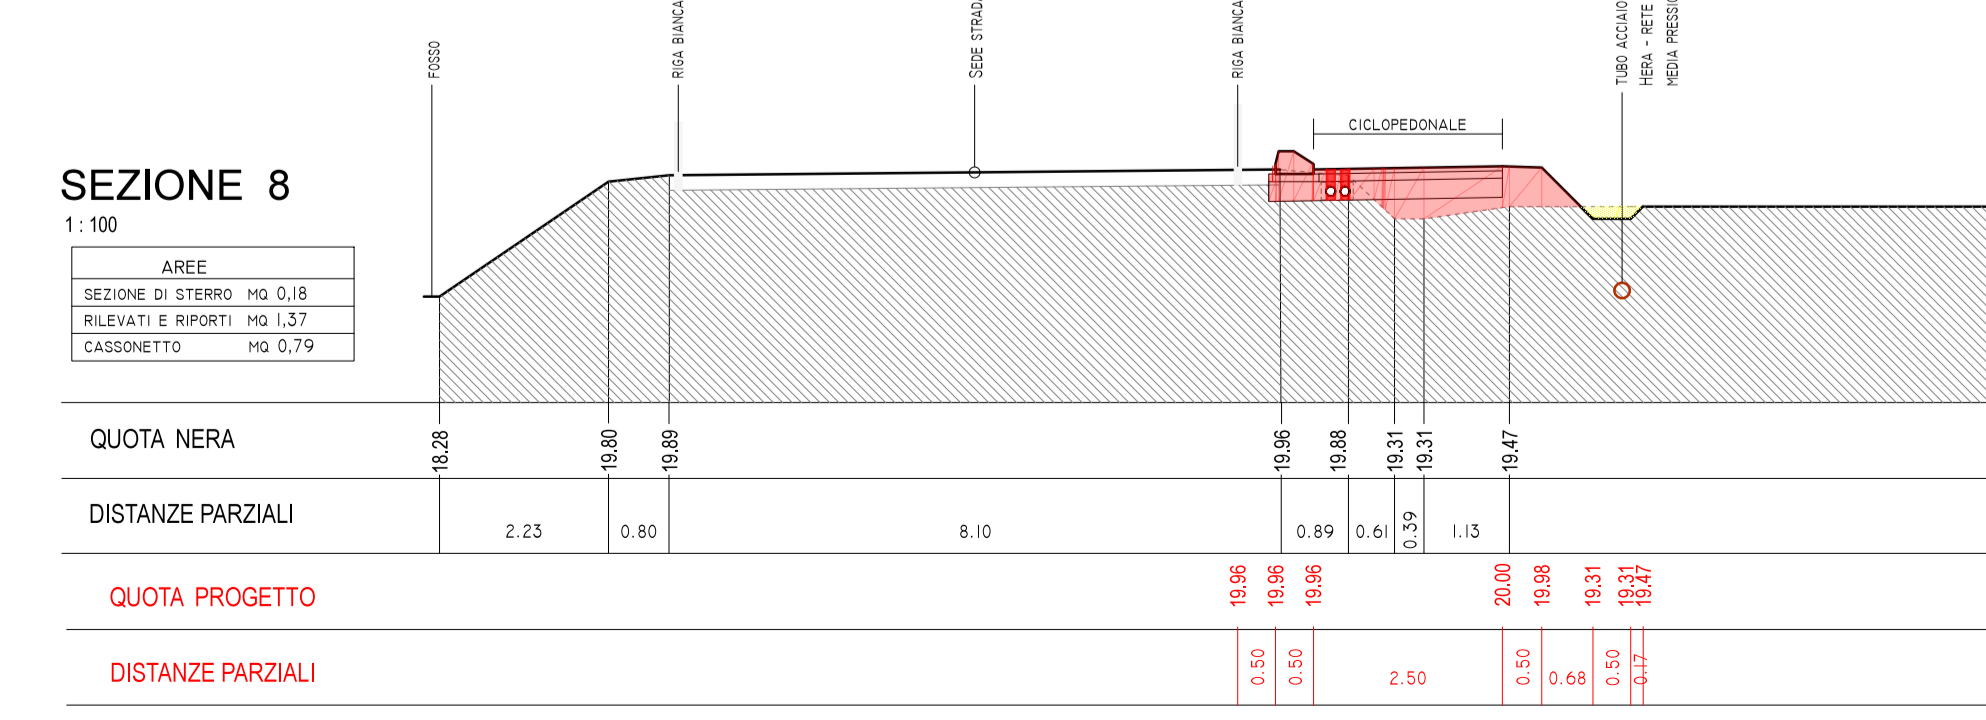 FOSSO
RIGA BIANCA
RIGA BIANCA
TUBO ACCIAIO
HERA - RETE
SEDE
CICLOPEDONALE
SEZIONE 8
1 : 100
AREE
SEZIONE DI STERRO MQ 0,18
RILEVATI E RIPORTI MQ 1,37
CASSONETTO MQ 0,79
QUOTA NERA
18.28 19.80 19.89 19.96 19.88 19.31 19.31 19.47
DISTANZE PARZIALI
2.23 0.80 8.10 0.89 0.61 0.39 1.13
QUOTA PROGETTO
19.96 19.96 19.96 20.00 19.98 19.31 19.31 19.47
DISTANZE PARZIALI
0.50 0.50 2.50 0.50 0.68 0.50 0.17